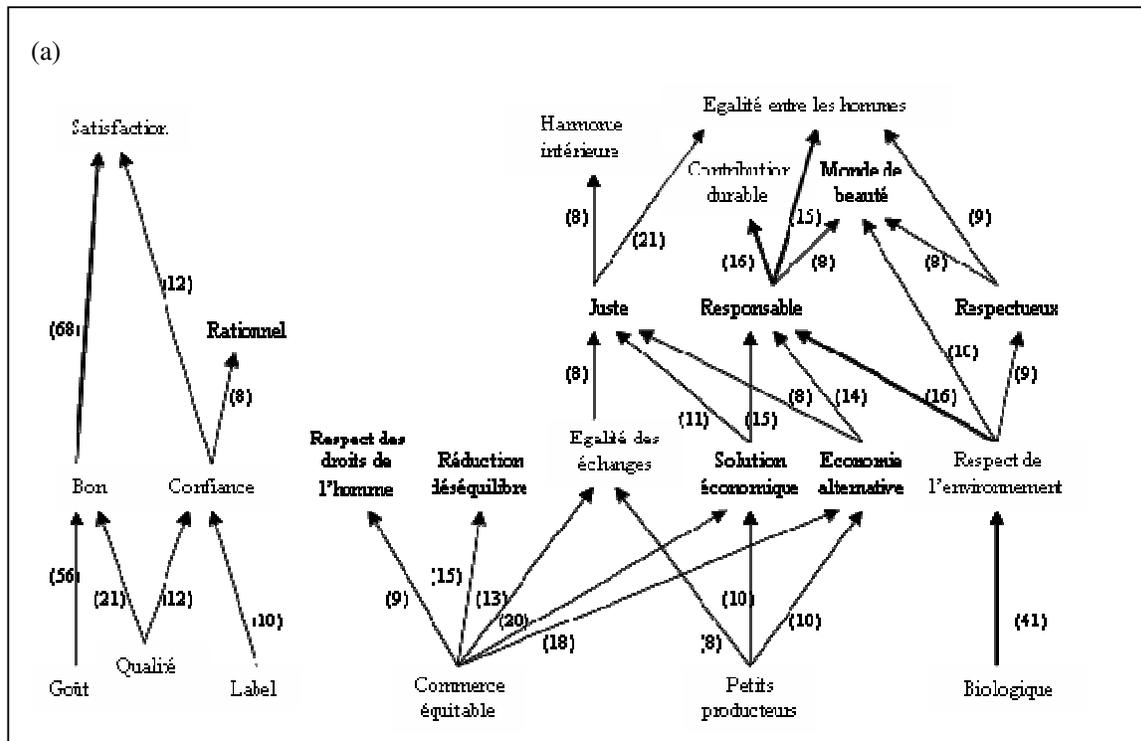 (a)
Satisfaction
Harmonie
intérieure
Egalité entre les hommes
Contribution
durable
Monde de
beauté
(8)
(21)
(15)
(9)
(16)
(8)
(8)
(12)
(68)
Rationnel
(8)
Juste
Responsable
Respectueux
(8)
(11)
(15)
(8)
(14)
(10)
(16)
(9)
Bon
Confiance
Respect des
droits de
l'homme
Réduction
déséquilibre
Egalité des
échanges
Solution
économique
Economie
alternative
Respect de
l'environnement
(56)
(21)
(12)
(10)
(9)
(15)
(13)
(20)
(18)
(8)
(10)
(10)
(41)
Goût
Qualité
Label
Commerce
équitable
Petits
producteurs
Biologique